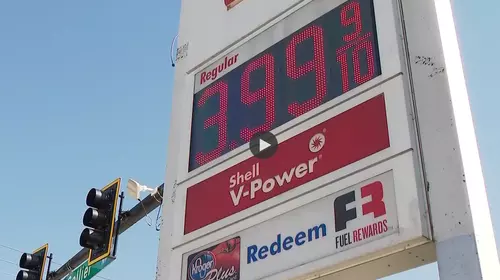 Regular
3.99 9/10
Shell
V-Power
Kroger
Plus
Redeem
FR
FUEL REWARDS